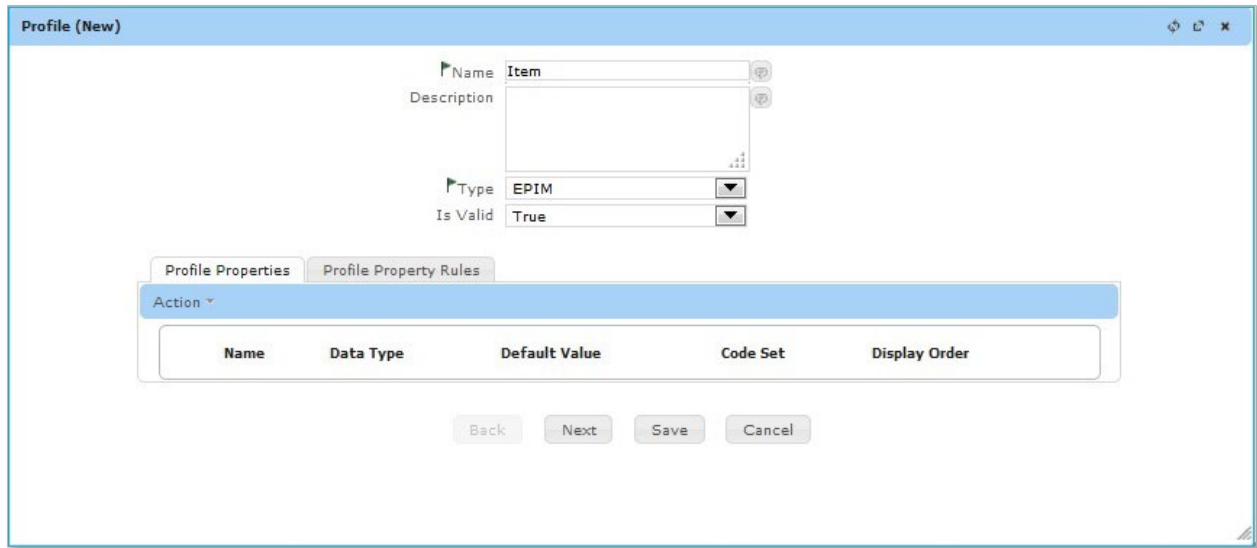 Profile (New)
Name Item
Description
Type EPIM
Is Valid True
Profile Properties Profile Property Rules
Action
Name Data Type Default Value Code Set Display Order
Back Next Save Cancel